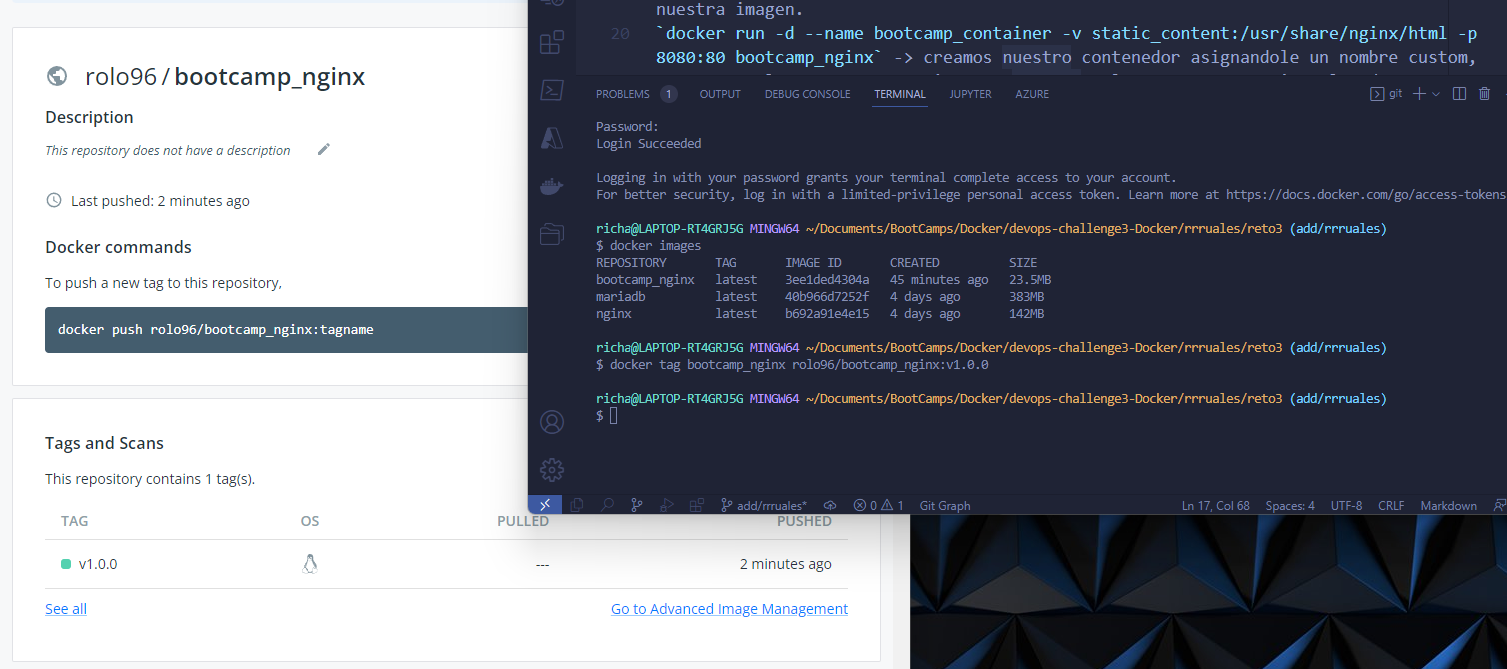 rolo96 / bootcamp_nginx
Description
This repository does not have a description
Last pushed: 2 minutes ago
Docker commands
To push a new tag to this repository,
docker push rolo96/bootcamp_nginx:tagname
Tags and Scans
This repository contains 1 tag(s).
TAG OS PULLED PUSHED
v1.0.0 --- 2 minutes ago
See all Go to Advanced Image Management
nuestra imagen.
20 `docker run -d --name bootcamp_container -v static_content:/usr/share/nginx/html -p
8080:80 bootcamp_nginx` -> creamos nuestro contenedor asignandole un nombre custom,
PROBLEMS 1 OUTPUT DEBUG CONSOLE TERMINAL JUPYTER AZURE git
Password:
Login Succeeded
Logging in with your password grants your terminal complete access to your account.
For better security, log in with a limited-privilege personal access token. Learn more at https://docs.docker.com/go/access-tokens
richa@LAPTOP-RT4GRJ5G MINGW64 ~/Documents/BootCamps/Docker/devops-challenge3-Docker/rrruales/reto3 (add/rrruales)
$ docker images
REPOSITORY TAG IMAGE ID CREATED SIZE
bootcamp_nginx latest 3ee1ded4304a 45 minutes ago 23.5MB
mariadb latest 40b966d7252f 4 days ago 383MB
nginx latest b692a91e4e15 4 days ago 142MB
richa@LAPTOP-RT4GRJ5G MINGW64 ~/Documents/BootCamps/Docker/devops-challenge3-Docker/rrruales/reto3 (add/rrruales)
$ docker tag bootcamp_nginx rolo96/bootcamp_nginx:v1.0.0
richa@LAPTOP-RT4GRJ5G MINGW64 ~/Documents/BootCamps/Docker/devops-challenge3-Docker/rrruales/reto3 (add/rrruales)
$
add/rrruales* 0 1 Git Graph Ln 17, Col 68 Spaces: 4 UTF-8 CRLF Markdown